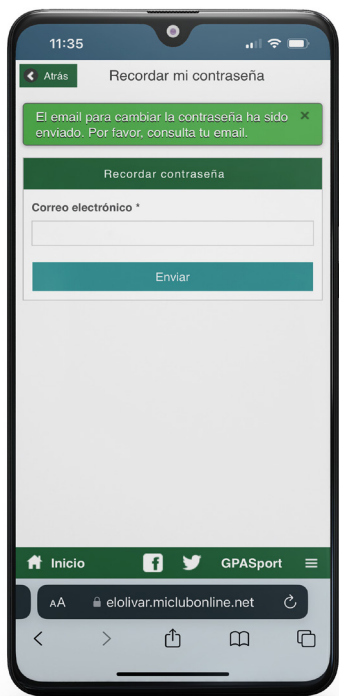 11:35
Atrás
Recordar mi contraseña
El email para cambiar la contraseña ha sido
enviado. Por favor, consulta tu email.
×
Recordar contraseña
Correo electrónico *
Enviar
Inicio
GPASport
AA
elolivar.miclubonline.net